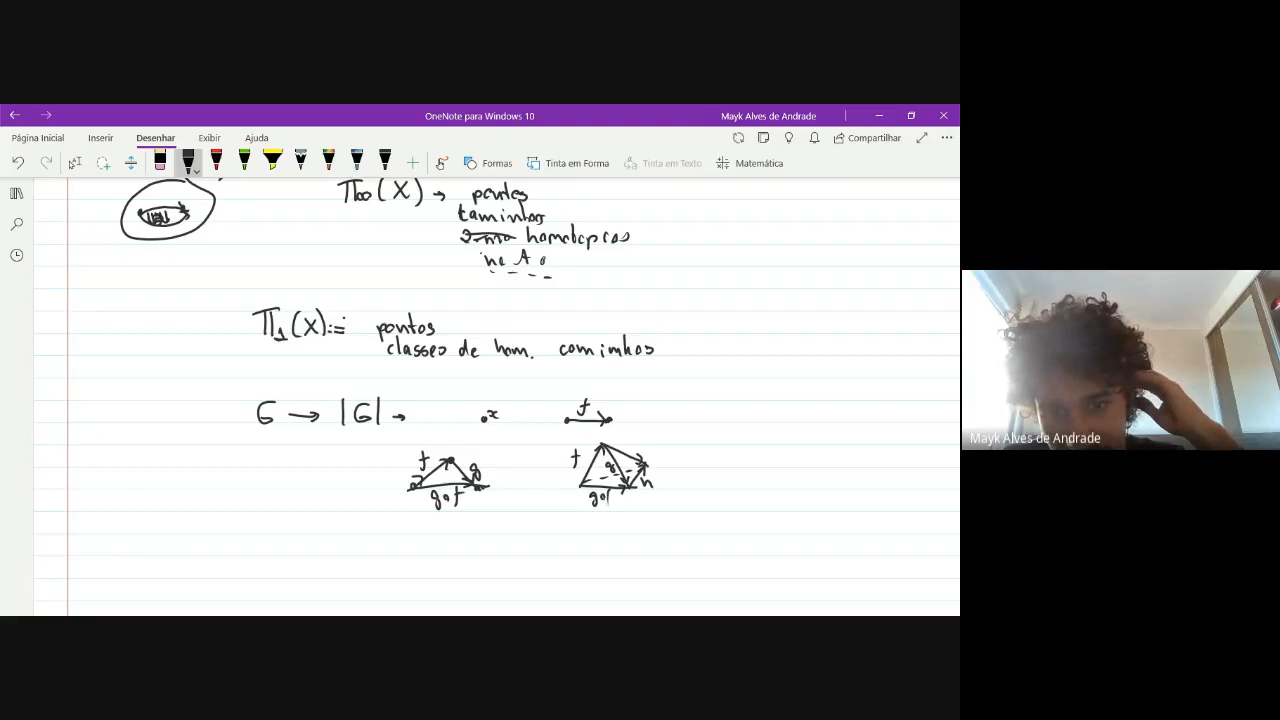 OneNote para Windows 10
Mayk Alves de Andrade
Página Inicial Inserir Desenhar Exibir Ajuda
Compartilhar
Formas Tinta em Forma Tinta em Texto Matemática
Π∞(X) → pontos
caminhos
homotopias
Π₁(X) := pontos
classes de hom. caminhos
G → |G| → x f
f g f g h
g∘f g∘f
Mayk Alves de Andrade